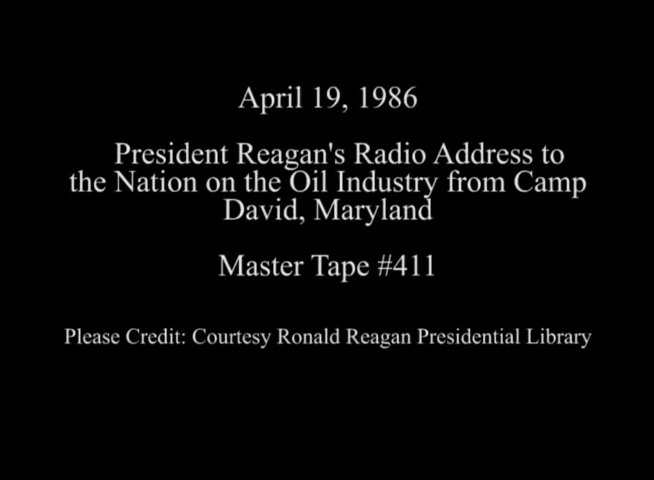 April 19, 1986
President Reagan's Radio Address to
the Nation on the Oil Industry from Camp
David, Maryland
Master Tape #411
Please Credit: Courtesy Ronald Reagan Presidential Library